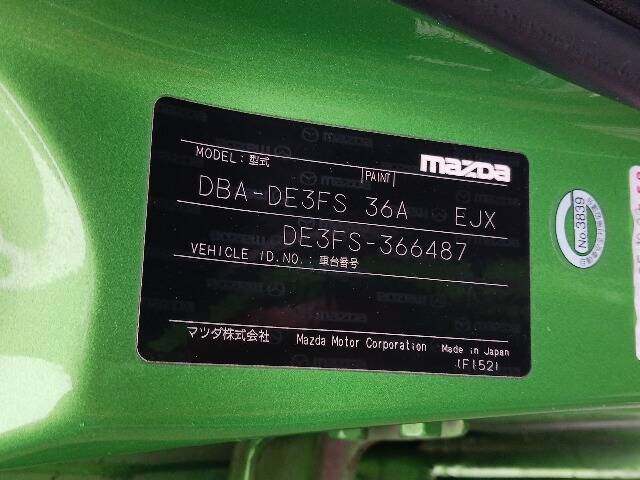 mazda
MODEL:型式 PAINT
DBA-DE3FS 36A EJX
DE3FS-366487
VEHICLE ID.NO.:車台番号
マツダ株式会社 Mazda Motor Corporation Made in Japan
(F152)
No.3839